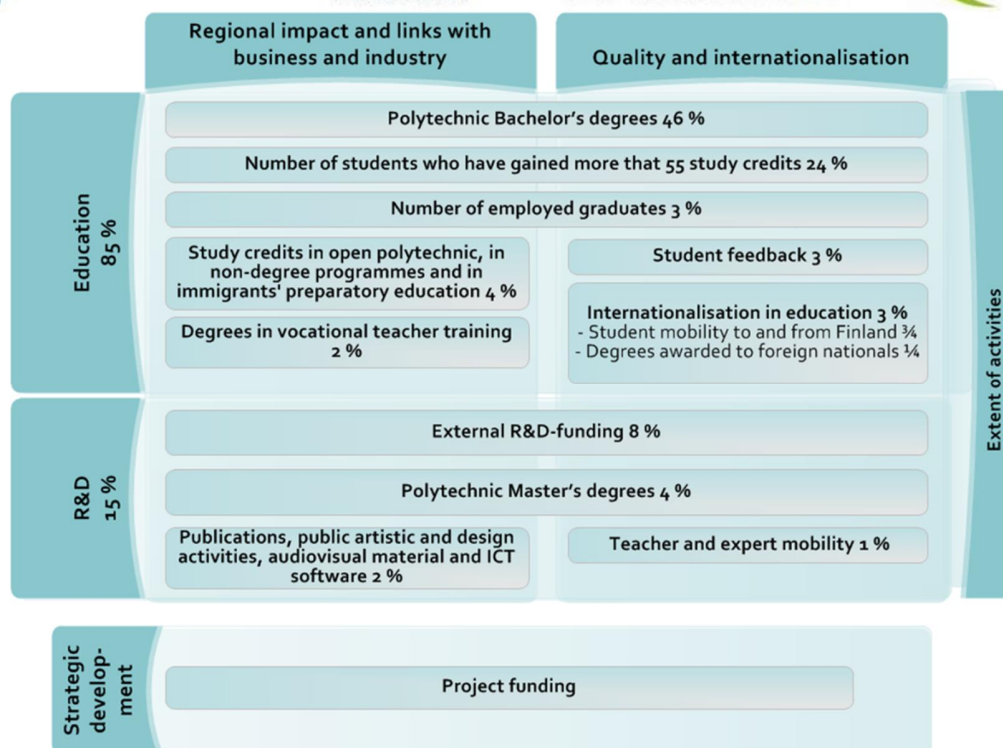 Regional impact and links with
business and industry
Quality and internationalisation
Education
85 %
Polytechnic Bachelor's degrees 46 %
Number of students who have gained more that 55 study credits 24 %
Number of employed graduates 3 %
Study credits in open polytechnic, in
non-degree programmes and in
immigrants' preparatory education 4 %
Degrees in vocational teacher training
2 %
Student feedback 3 %
Internationalisation in education 3 %
- Student mobility to and from Finland ¾
- Degrees awarded to foreign nationals ¼
Extent of activities
R&D
15 %
External R&D-funding 8 %
Polytechnic Master's degrees 4 %
Publications, public artistic and design
activities, audiovisual material and ICT
software 2 %
Teacher and expert mobility 1 %
Strategic
develop-
ment
Project funding